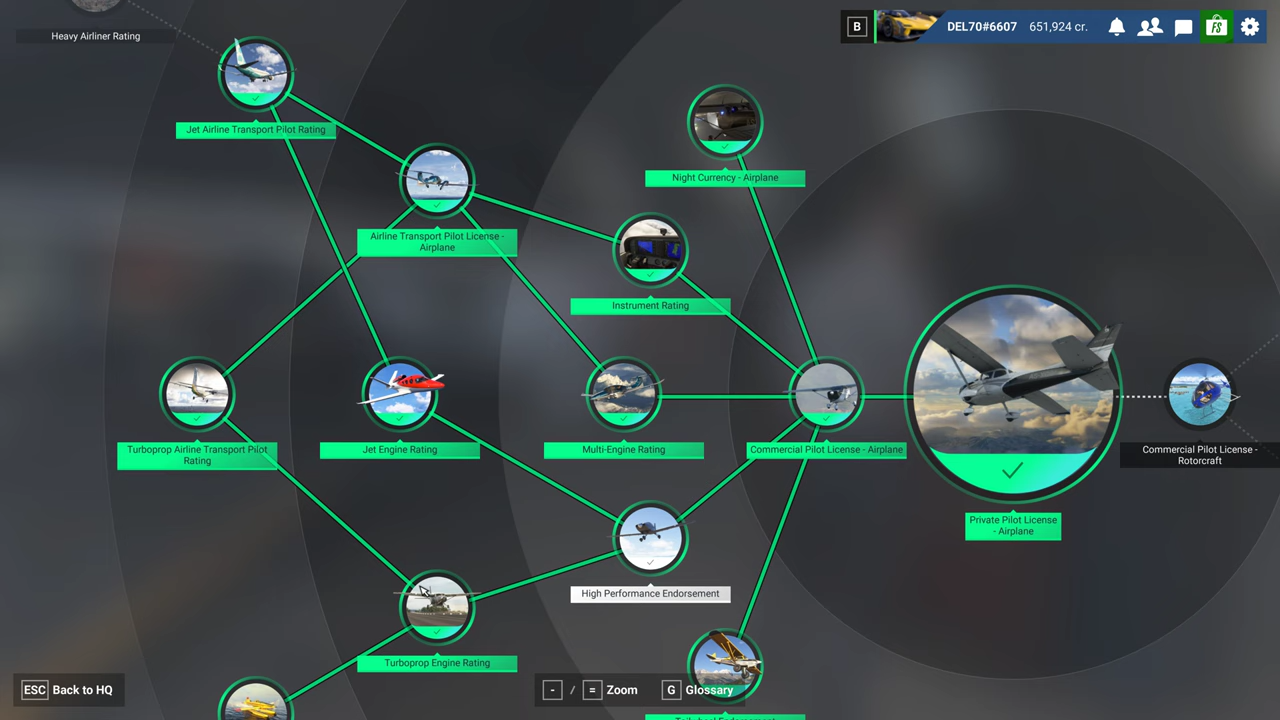 Heavy Airliner Rating
B
DEL70#6607
651,924 cr.
FS
Jet Airline Transport Pilot Rating
Night Currency - Airplane
Airline Transport Pilot License -
Airplane
Instrument Rating
Turboprop Airline Transport Pilot
Rating
Jet Engine Rating
Multi-Engine Rating
Commercial Pilot License - Airplane
Commercial Pilot License -
Rotorcraft
Private Pilot License
- Airplane
High Performance Endorsement
Turboprop Engine Rating
ESC Back to HQ
- / = Zoom
G Glossary